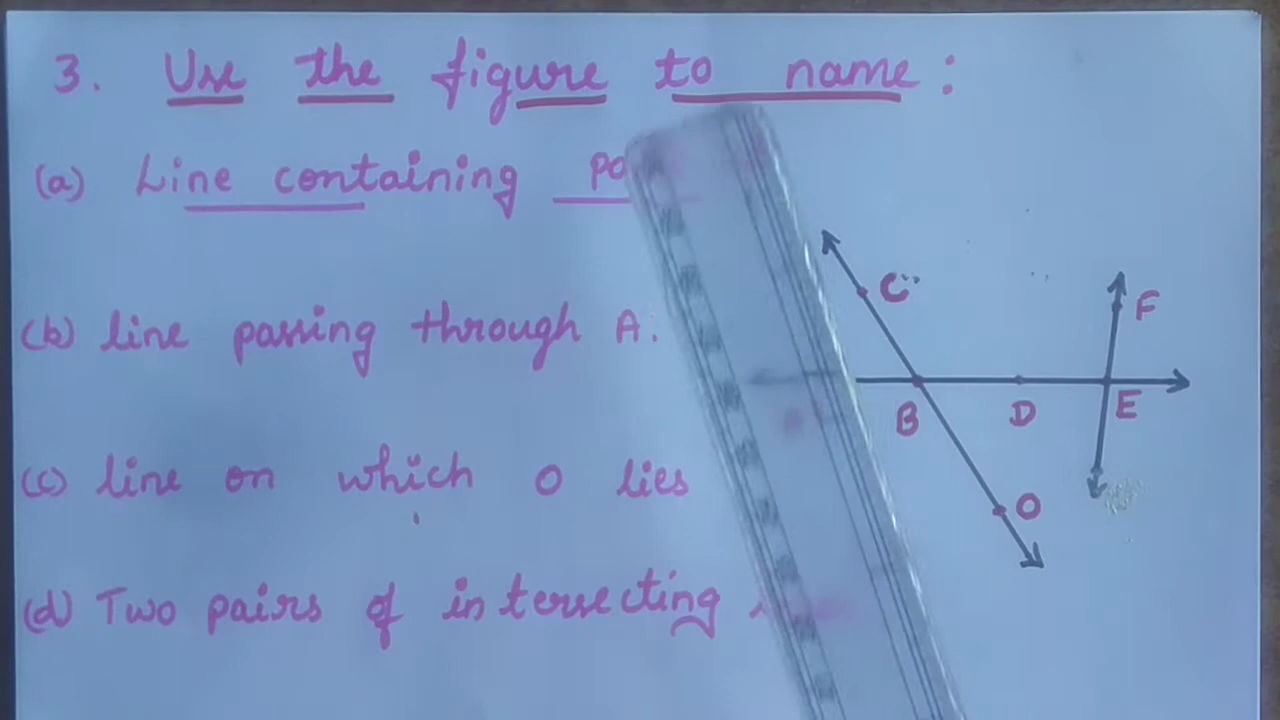 3. Use the figure to name :
(a) Line containing
(b) line passing through A.
(c) line on which O lies
(d) Two pairs of intersecting
C
F
B D E
O